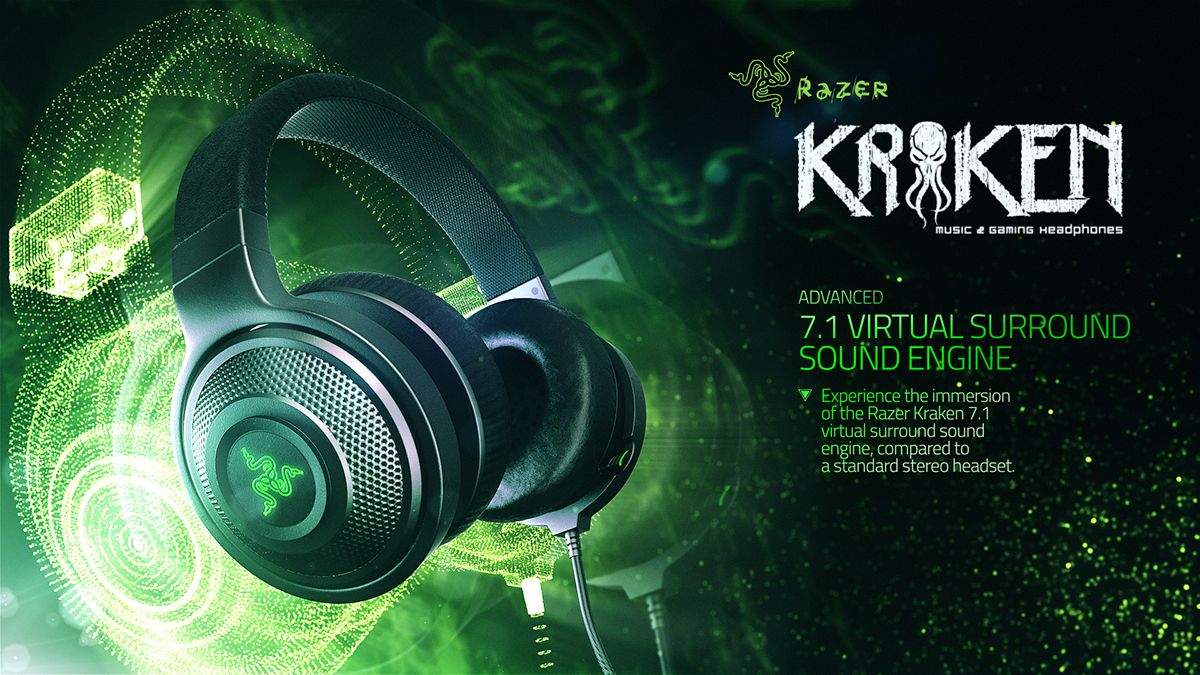 RAZER
KRAKEN
MUSIC & GAMING HEADPHONES
ADVANCED
7.1 VIRTUAL SURROUND
SOUND ENGINE
Experience the immersion
of the Razer Kraken 7.1
virtual surround sound
engine, compared to
a standard stereo headset.